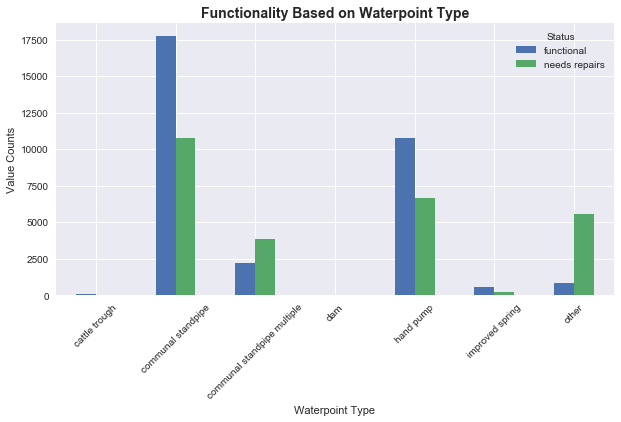 Functionality Based on Waterpoint Type
Status
functional
needs repairs
Value Counts
17500
15000
12500
10000
7500
5000
2500
0
cattle trough
communal standpipe
communal standpipe multiple
dam
hand pump
improved spring
other
Waterpoint Type